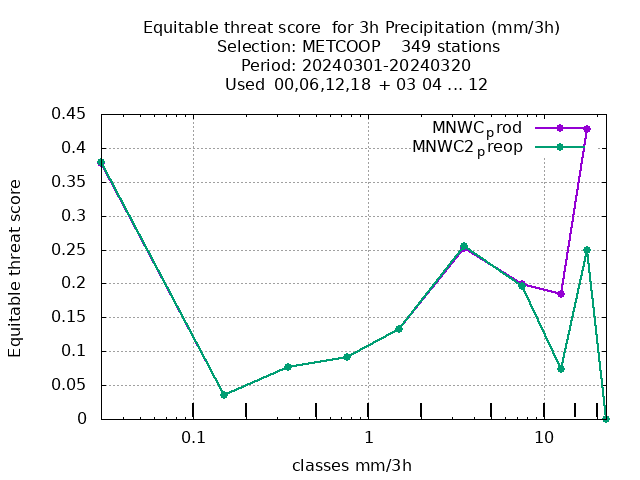 Equitable threat score  for 3h Precipitation (mm/3h)
Selection: METCOOP    349 stations
Period: 20240301-20240320
Used  00,06,12,18 + 03 04 ... 12
MNWCprod
MNWC2preop
0.45
0.4
0.35
0.3
0.25
0.2
0.15
0.1
0.05
0
Equitable threat score
0.1
1
10
classes mm/3h